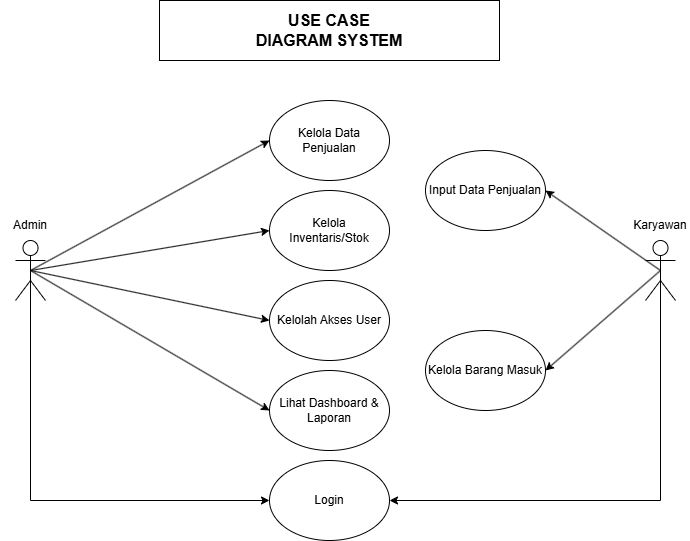 USE CASE
DIAGRAM SYSTEM
Kelola Data
Penjualan
Input Data Penjualan
Admin
Kelola
Inventaris/Stok
Karyawan
Kelolah Akses User
Kelola Barang Masuk
Lihat Dashboard &
Laporan
Login